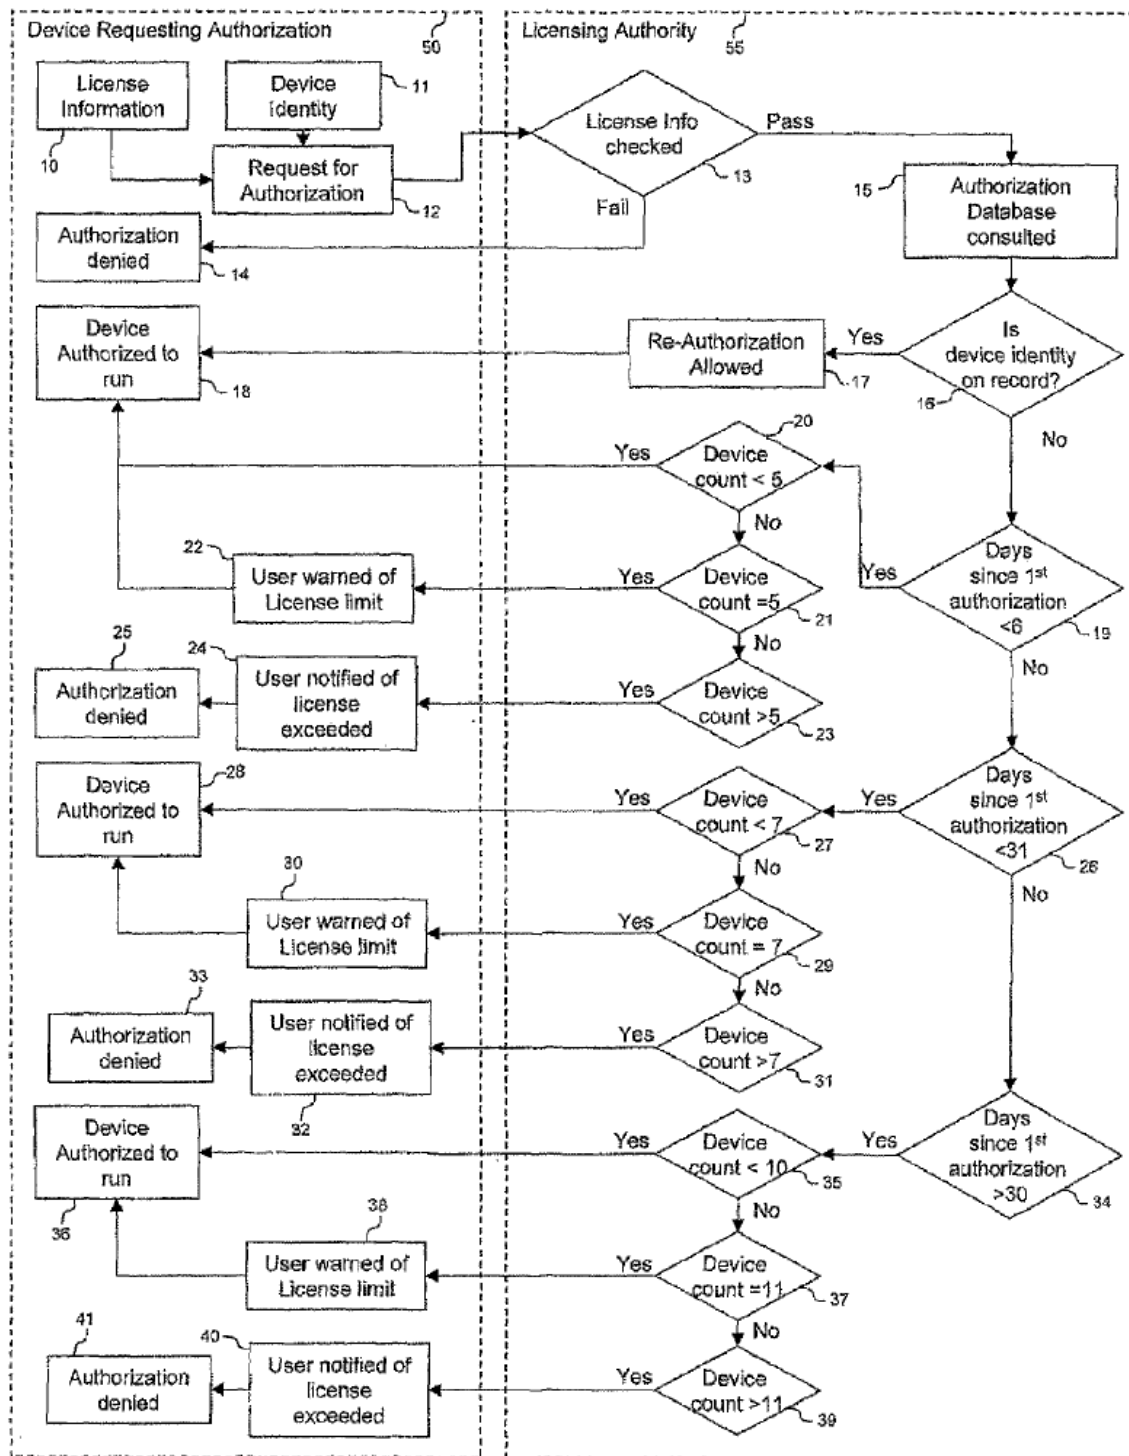 Device Requesting Authorization
50
Licensing Authority
55
License
Information
10
Device
Identity
11
Request for
Authorization
12
License Info
checked
13
Pass
Fail
Authorization
denied
14
15
Authorization
Database
consulted
Is
device identity
on record?
16
Yes
No
Re-Authorization
Allowed
17
Device
Authorized to
run
18
Days
since 1st
authorization
<6
19
Yes
No
Device
count < 5
20
Yes
No
Device
count =5
21
Yes
No
User warned of
License limit
22
Device
count >5
23
Yes
User notified of
license
exceeded
24
Authorization
denied
25
Days
since 1st
authorization
<31
26
Yes
No
Device
count < 7
27
Yes
No
Device
Authorized to
run
28
Device
count = 7
29
Yes
No
User warned of
License limit
30
Device
count >7
31
Yes
User notified of
license
exceeded
32
Authorization
denied
33
Days
since 1st
authorization
>30
34
Yes
Device
count < 10
35
Yes
No
Device
Authorized to
run
36
Device
count =11
37
Yes
No
User warned of
License limit
38
Device
count >11
39
Yes
User notified of
license
exceeded
40
Authorization
denied
41